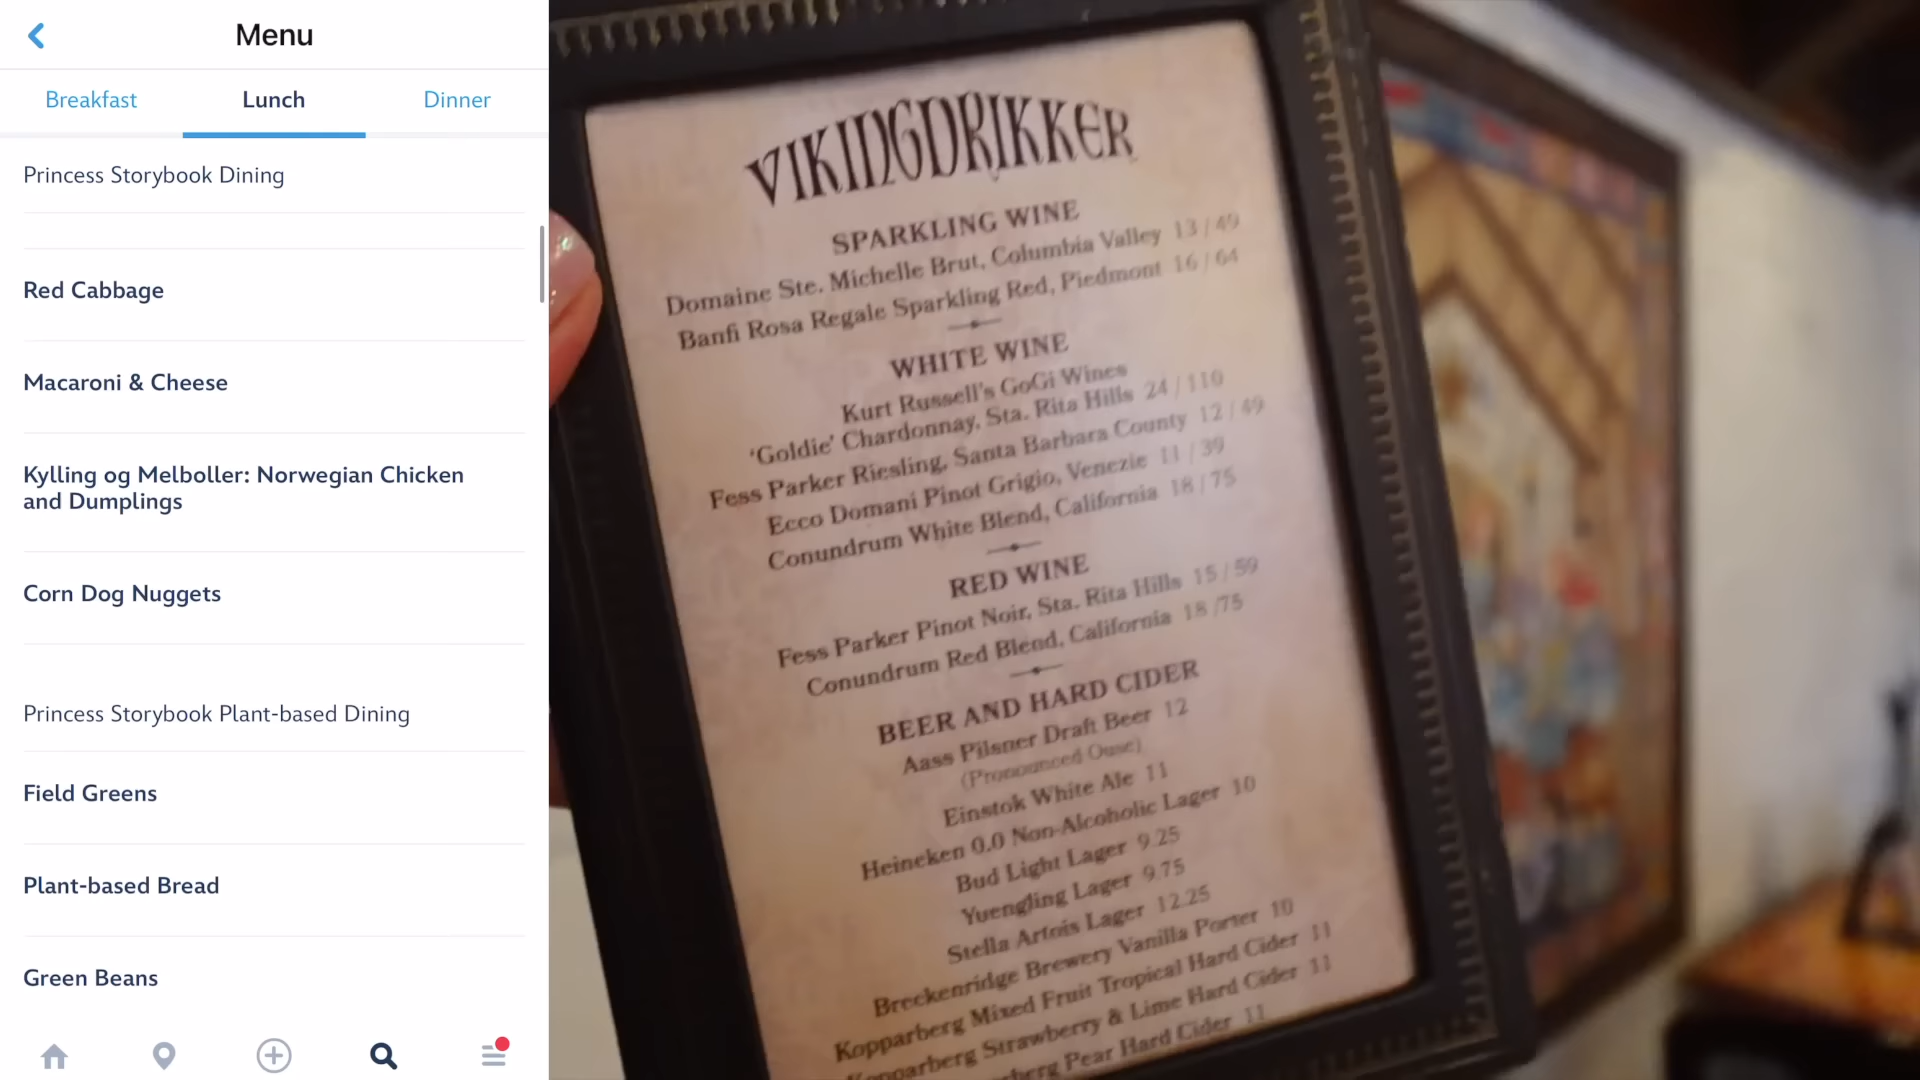 Menu
Breakfast
Lunch
Dinner
Princess Storybook Dining
Red Cabbage
Macaroni & Cheese
Kylling og Melboller: Norwegian Chicken
and Dumplings
Corn Dog Nuggets
Princess Storybook Plant-based Dining
Field Greens
Plant-based Bread
Green Beans
VIKINGDRIKKER
SPARKLING WINE
Domaine Ste. Michelle Brut, Columbia Valley 13 / 49
Banfi Rosa Regale Sparkling Red, Piedmont 16 / 64
WHITE WINE
Kurt Russell's GoGi Wines
'Goldie' Chardonnay, Sta. Rita Hills 24 / 110
Fess Parker Riesling, Santa Barbara County 12 / 49
Ecco Domani Pinot Grigio, Venezie 11 / 39
Conundrum White Blend, California 18 / 75
RED WINE
Fess Parker Pinot Noir, Sta. Rita Hills 15 / 59
Conundrum Red Blend, California 18 /75
BEER AND HARD CIDER
Aass Pilsner Draft Beer 12
(Pronounced Ouse)
Einstok White Ale 11
Heineken 0.0 Non-Alcoholic Lager 10
Bud Light Lager 9.25
Yuengling Lager 9.75
Stella Artois Lager 12.25
Breckenridge Brewery Vanilla Porter 10
Kopparberg Mixed Fruit Tropical Hard Cider 11
Strawberry & Lime Hard Cider 11
Pear Hard Cider 11